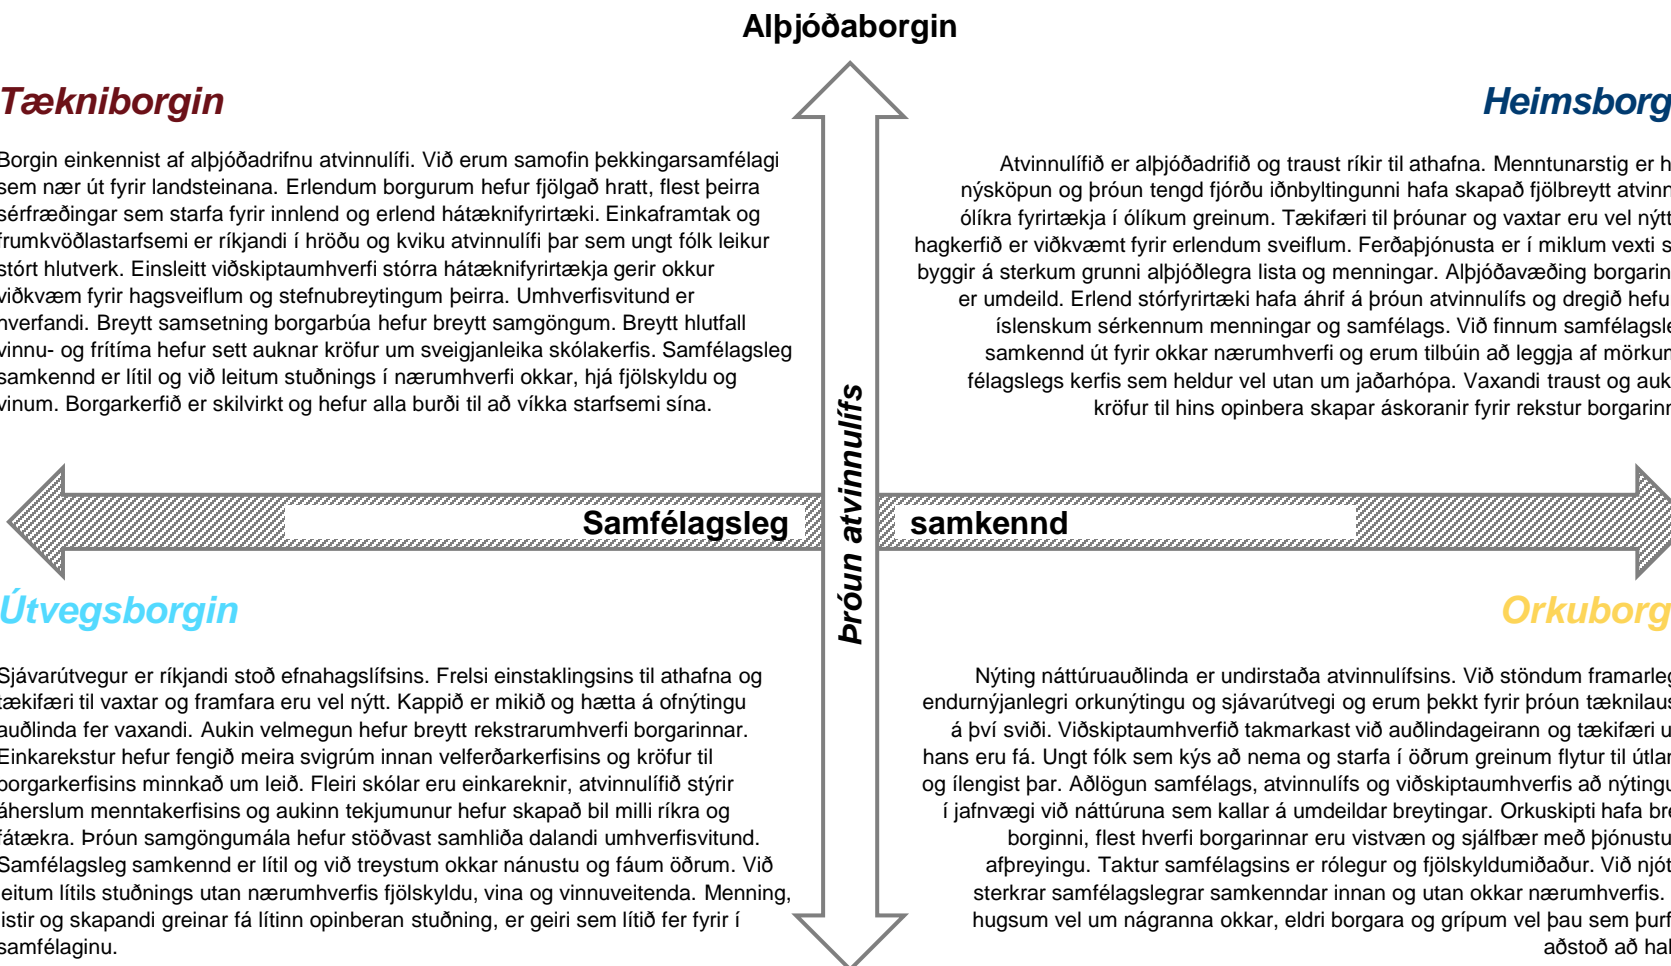 Alþjóðaborgin
Tækniborgin
Borgin einkennist af alþjóðadrifnu atvinnulífi. Við erum samofin þekkingarsamfélagi
sem nær út fyrir landsteinana. Erlendum borgurum hefur fjölgað hratt, flest þeirra
sérfræðingar sem starfa fyrir innlend og erlend hátæknifyrirtæki. Einkaframtak og
frumkvöðlastarfsemi er ríkjandi í hröðu og kviku atvinnulífi þar sem ungt fólk leikur
stórt hlutverk. Einsleitt viðskiptaumhverfi stórra hátæknifyrirtækja gerir okkur
viðkvæm fyrir hagsveiflum og stefnubreytingum þeirra. Umhverfisvitund er
hverfandi. Breytt samsetning borgarbúa hefur breytt samgöngum. Breytt hlutfall
vinnu- og frítíma hefur sett auknar kröfur um sveigjanleika skólakerfis. Samfélagsleg
samkennd er lítil og við leitum stuðnings í nærumhverfi okkar, hjá fjölskyldu og
vinum. Borgarkerfið er skilvirkt og hefur alla burði til að víkka starfsemi sína.
Heimsborg
Atvinnulífið er alþjóðadrifið og traust ríkir til athafna. Menntunarstig er h
nýsköpun og þróun tengd fjórðu iðnbyltingunni hafa skapað fjölbreytt atvinn
ólíkra fyrirtækja í ólíkum greinum. Tækifæri til þróunar og vaxtar eru vel nýtt
hagkerfið er viðkvæmt fyrir erlendum sveiflum. Ferðaþjónusta er í miklum vexti s
byggir á sterkum grunni alþjóðlegra lista og menningar. Alþjóðavæðing borgarin
er umdeild. Erlend stórfyrirtæki hafa áhrif á þróun atvinnulífs og dregið hefu
íslenskum sérkennum menningar og samfélags. Við finnum samfélagsle
samkennd út fyrir okkar nærumhverfi og erum tilbúin að leggja af mörkum
félagslegs kerfis sem heldur vel utan um jaðarhópa. Vaxandi traust og auk
kröfur til hins opinbera skapar áskoranir fyrir rekstur borgarinn
Þróun atvinnulífs
Samfélagsleg samkennd
Útvegsborgin
Sjávarútvegur er ríkjandi stoð efnahagslífsins. Frelsi einstaklingsins til athafna og
tækifæri til vaxtar og framfara eru vel nýtt. Kappið er mikið og hætta á ofnýtingu
auðlinda fer vaxandi. Aukin velmegun hefur breytt rekstrarumhverfi borgarinnar.
Einkarekstur hefur fengið meira svigrúm innan velferðarkerfisins og kröfur til
borgarkerfisins minnkað um leið. Fleiri skólar eru einkareknir, atvinnulífið stýrir
áherslum menntakerfisins og aukinn tekjumunur hefur skapað bil milli ríkra og
fátækra. Þróun samgöngumála hefur stöðvast samhliða dalandi umhverfisvitund.
Samfélagsleg samkennd er lítil og við treystum okkar nánustu og fáum öðrum. Við
leitum lítils stuðnings utan nærumhverfis fjölskyldu, vina og vinnuveitenda. Menning,
listir og skapandi greinar fá lítinn opinberan stuðning, er geiri sem lítið fer fyrir í
samfélaginu.
Orkuborg
Nýting náttúruauðlinda er undirstaða atvinnulífsins. Við stöndum framarleg
endurnýjanlegri orkunýtingu og sjávarútvegi og erum þekkt fyrir þróun tæknilaus
á því sviði. Viðskiptaumhverfið takmarkast við auðlindageirann og tækifæri u
hans eru fá. Ungt fólk sem kýs að nema og starfa í öðrum greinum flytur til útlan
og ílengist þar. Aðlögun samfélags, atvinnulífs og viðskiptaumhverfis að nýtingu
í jafnvægi við náttúruna sem kallar á umdeildar breytingar. Orkuskipti hafa bre
borginni, flest hverfi borgarinnar eru vistvæn og sjálfbær með þjónustu
afþreyingu. Taktur samfélagsins er rólegur og fjölskyldumiðaður. Við njót
sterkrar samfélagslegrar samkenndar innan og utan okkar nærumhverfis.
hugsum vel um nágranna okkar, eldri borgara og grípum vel þau sem þurf
aðstoð að hal